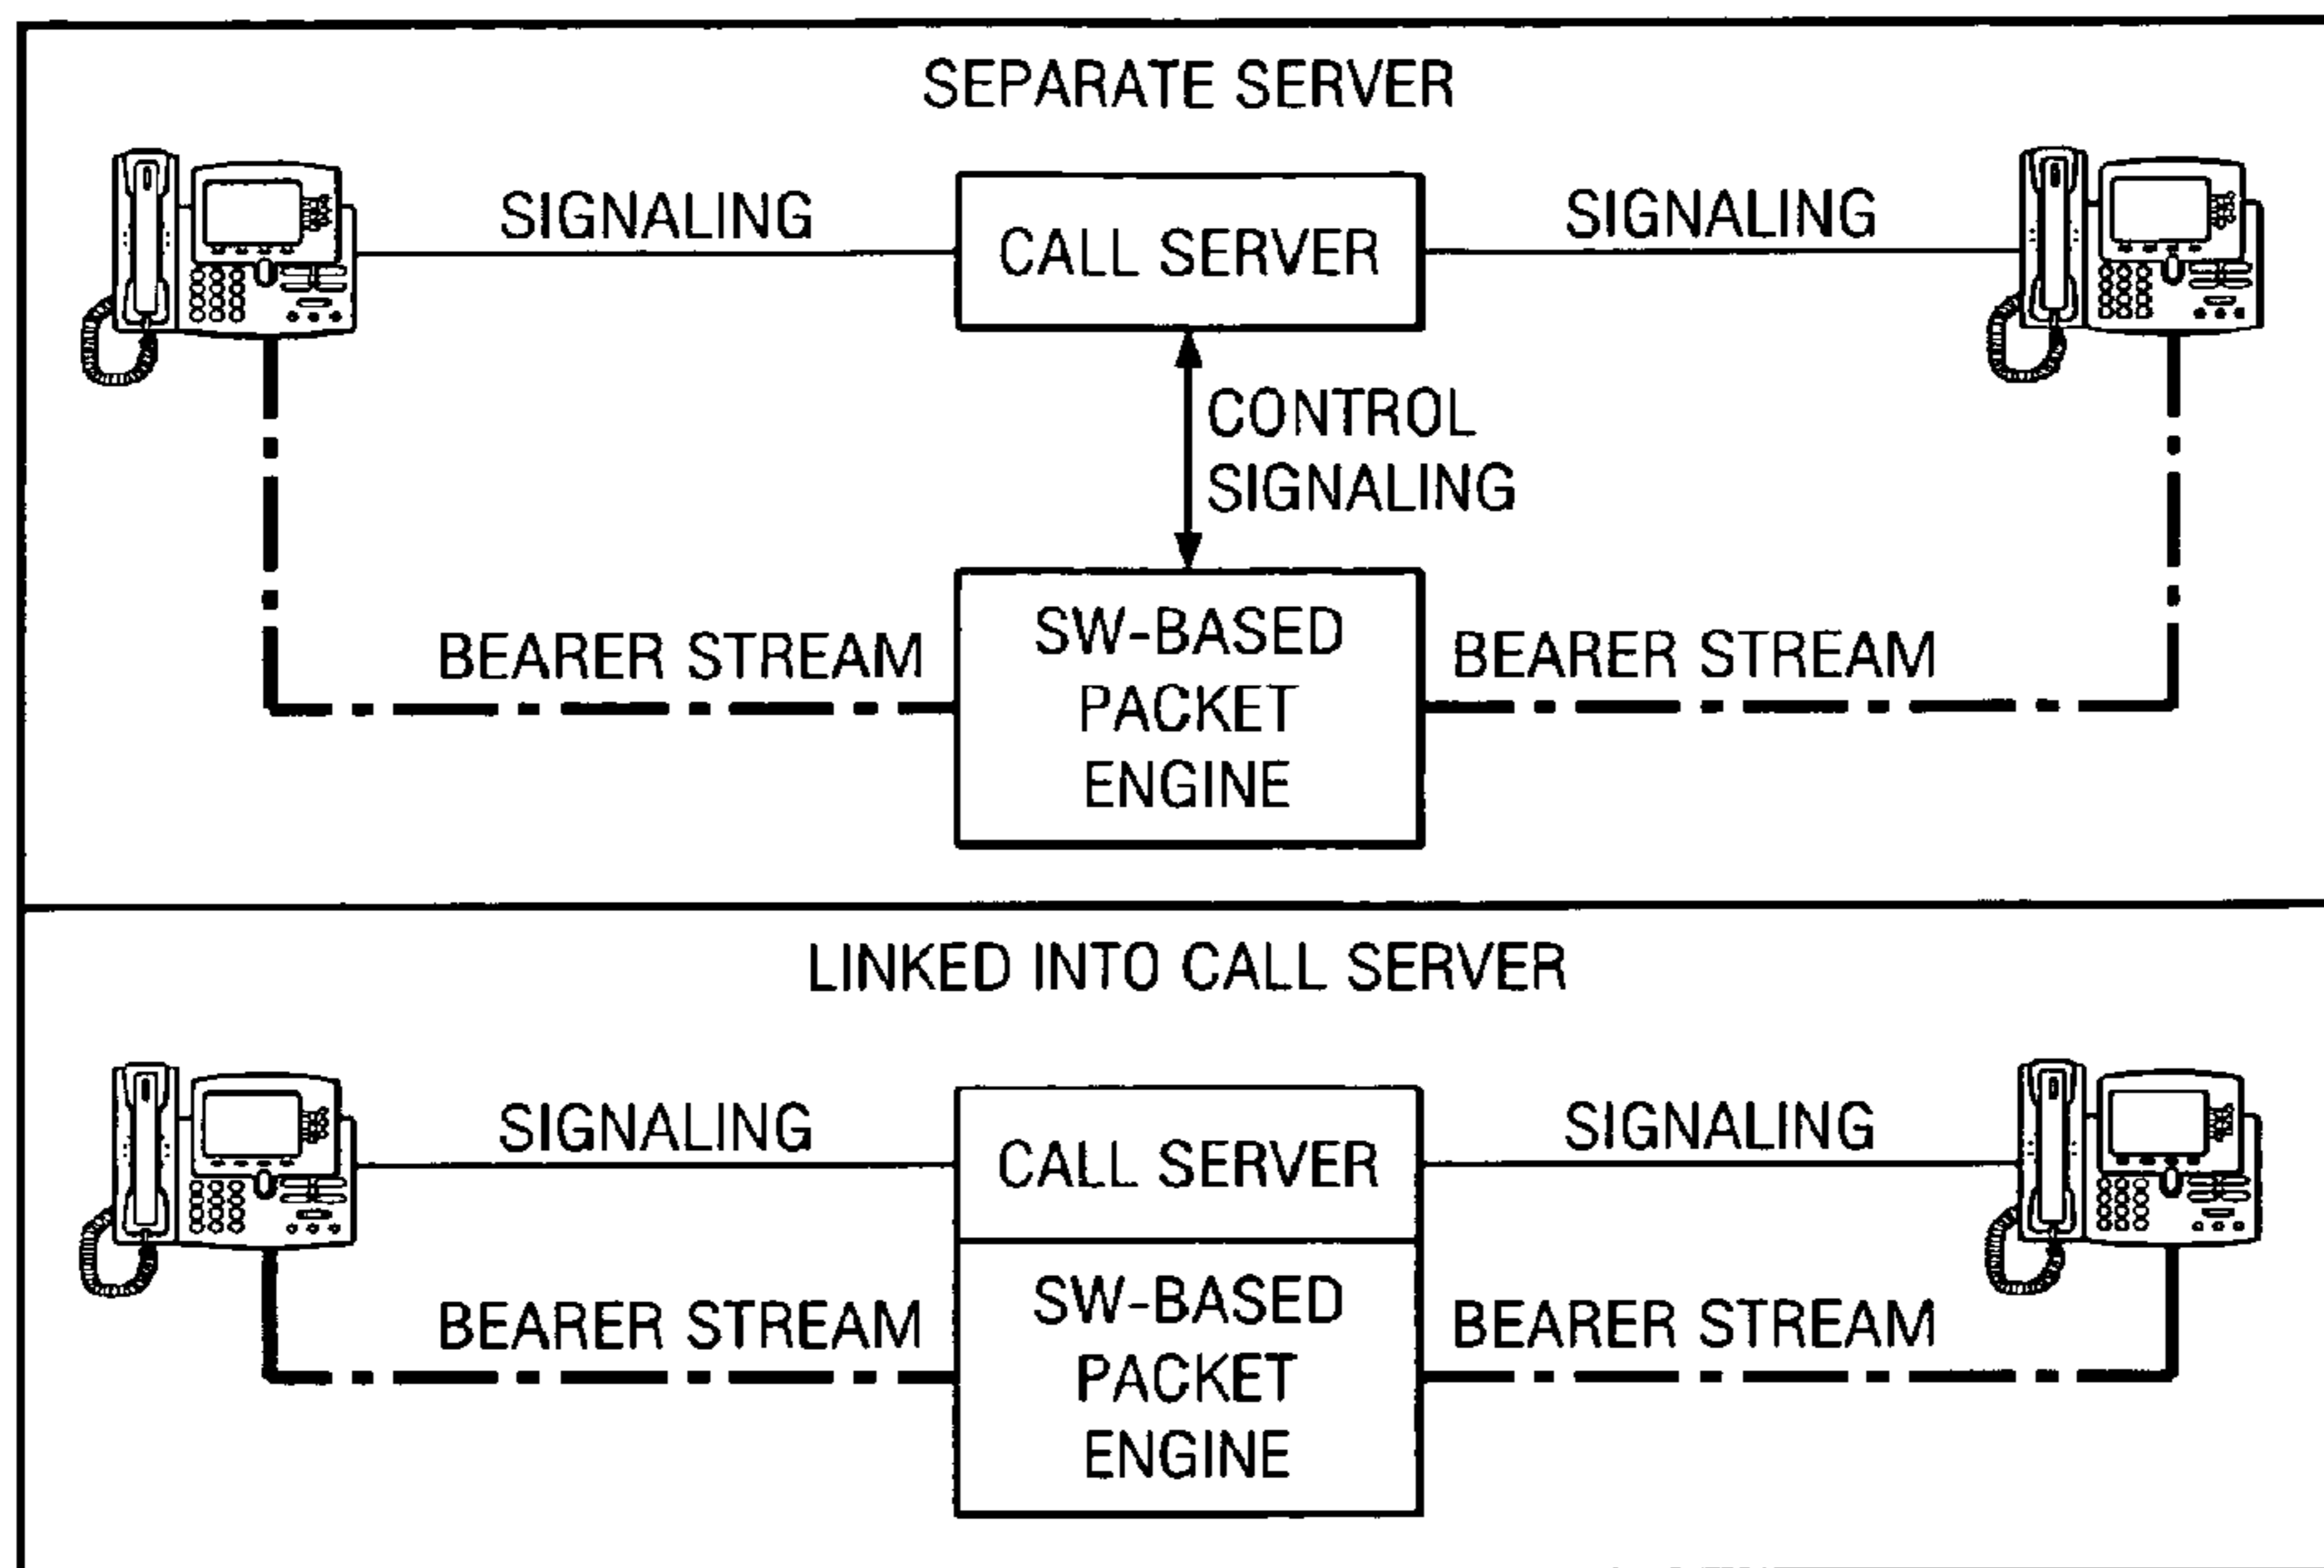 SEPARATE SERVER
SIGNALING
CALL SERVER
SIGNALING
CONTROL
SIGNALING
BEARER STREAM
SW-BASED
PACKET
ENGINE
BEARER STREAM
LINKED INTO CALL SERVER
SIGNALING
CALL SERVER
SIGNALING
BEARER STREAM
SW-BASED
PACKET
ENGINE
BEARER STREAM